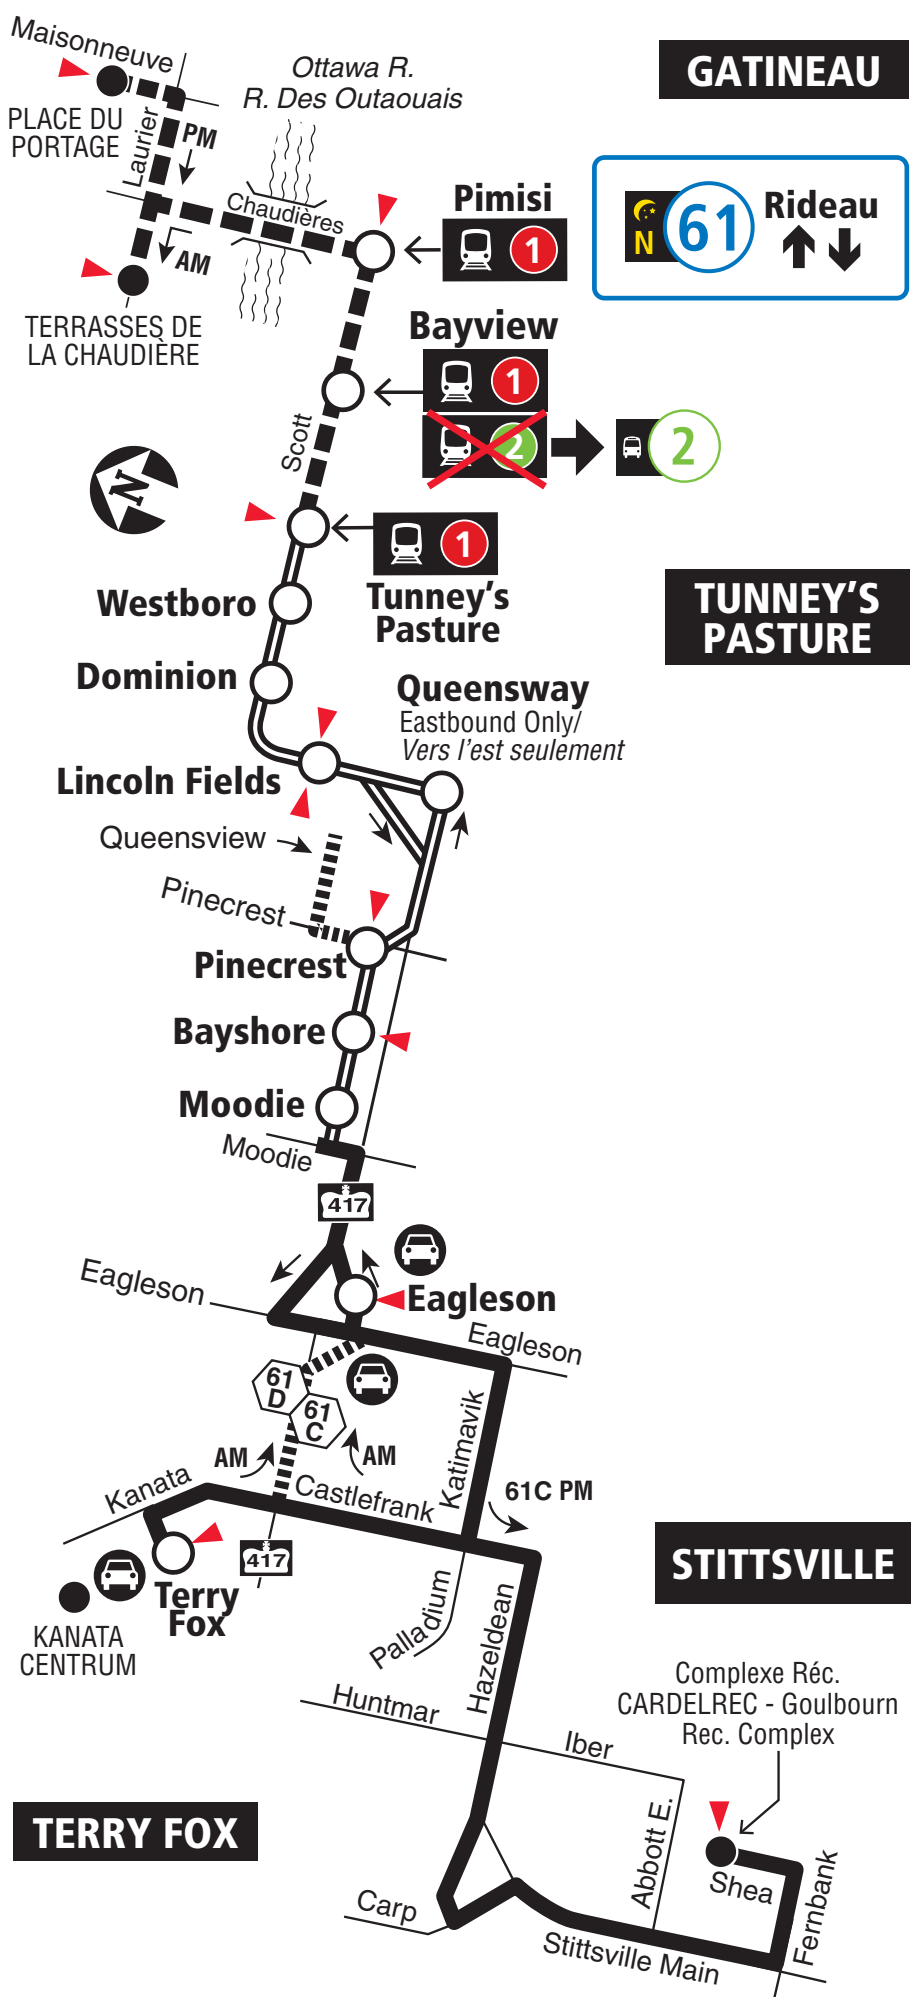 Maisonneuve
Ottawa R.
R. Des Outaouais
GATINEAU
PLACE DU
PORTAGE
Laurier
PM
Chaudières
AM
TERRASSES DE
LA CHAUDIÈRE
Pimisi
1
N
61
Rideau
Bayview
1
2
2
Scott
N
1
Tunney's
Pasture
TUNNEY'S
PASTURE
Westboro
Dominion
Queensway
Eastbound Only/
Vers l'est seulement
Lincoln Fields
Queensview
Pinecrest
Pinecrest
Bayshore
Moodie
Moodie
417
Eagleson
Eagleson
Eagleson
61
D
61
C
AM
AM
Katimavik
61C PM
Kanata
Castlefrank
417
Terry
Fox
KANATA
CENTRUM
STITTSVILLE
Palladium
Hazeldean
Huntmar
Iber
Complexe Réc.
CARDELREC - Goulbourn
Rec. Complex
TERRY FOX
Abbott E.
Shea
Fernbank
Carp
Stittsville Main